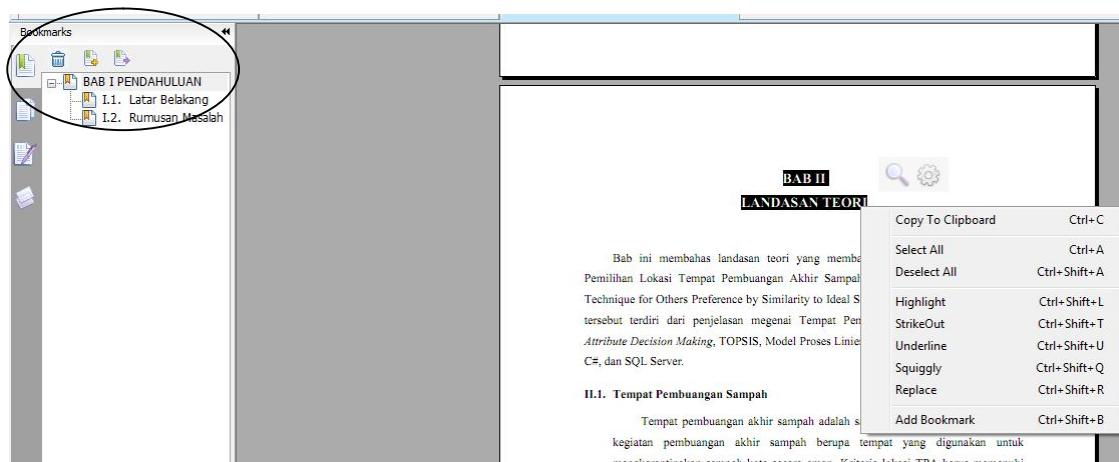 Bookmarks
BAB I PENDAHULUAN
I.1. Latar Belakang
I.2. Rumusan Masalah
BAB II
LANDASAN TEORI
Bab ini membahas landasan teori yang memba
Pemilihan Lokasi Tempat Pembuangan Akhir Sampah
Technique for Others Preference by Similarity to Ideal S
tersebut terdiri dari penjelasan megenai Tempat Pem
Attribute Decision Making, TOPSIS, Model Proses Linie
C#, dan SQL Server.
II.1. Tempat Pembuangan Sampah
Tempat pembuangan akhir sampah adalah s
kegiatan pembuangan akhir sampah berupa tempat yang digunakan untuk
Copy To Clipboard Ctrl+C
Select All Ctrl+A
Deselect All Ctrl+Shift+A
Highlight Ctrl+Shift+L
StrikeOut Ctrl+Shift+T
Underline Ctrl+Shift+U
Squiggly Ctrl+Shift+Q
Replace Ctrl+Shift+R
Add Bookmark Ctrl+Shift+B